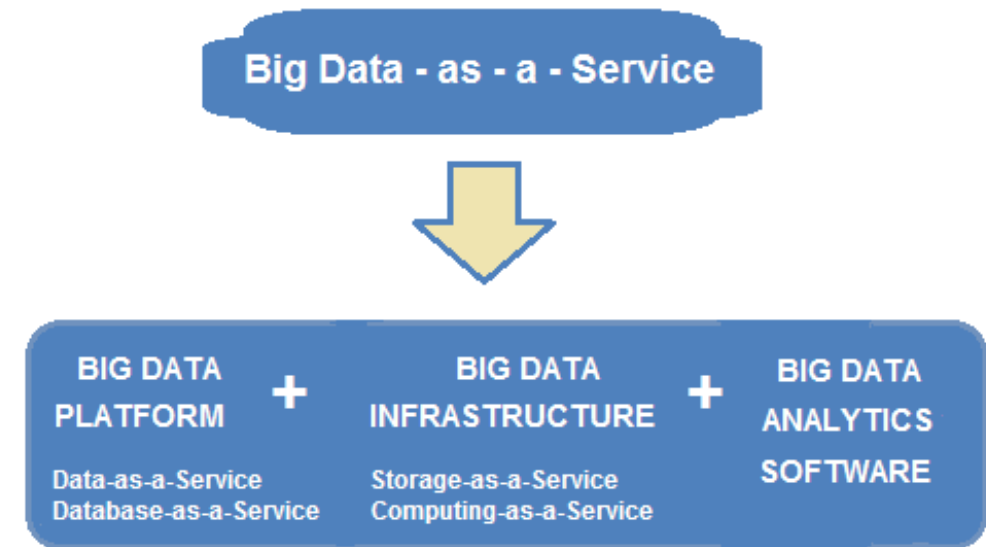 Big Data - as - a - Service
BIG DATA
PLATFORM
Data-as-a-Service
Database-as-a-Service
+
BIG DATA
INFRASTRUCTURE
Storage-as-a-Service
Computing-as-a-Service
+
BIG DATA
ANALYTICS
SOFTWARE